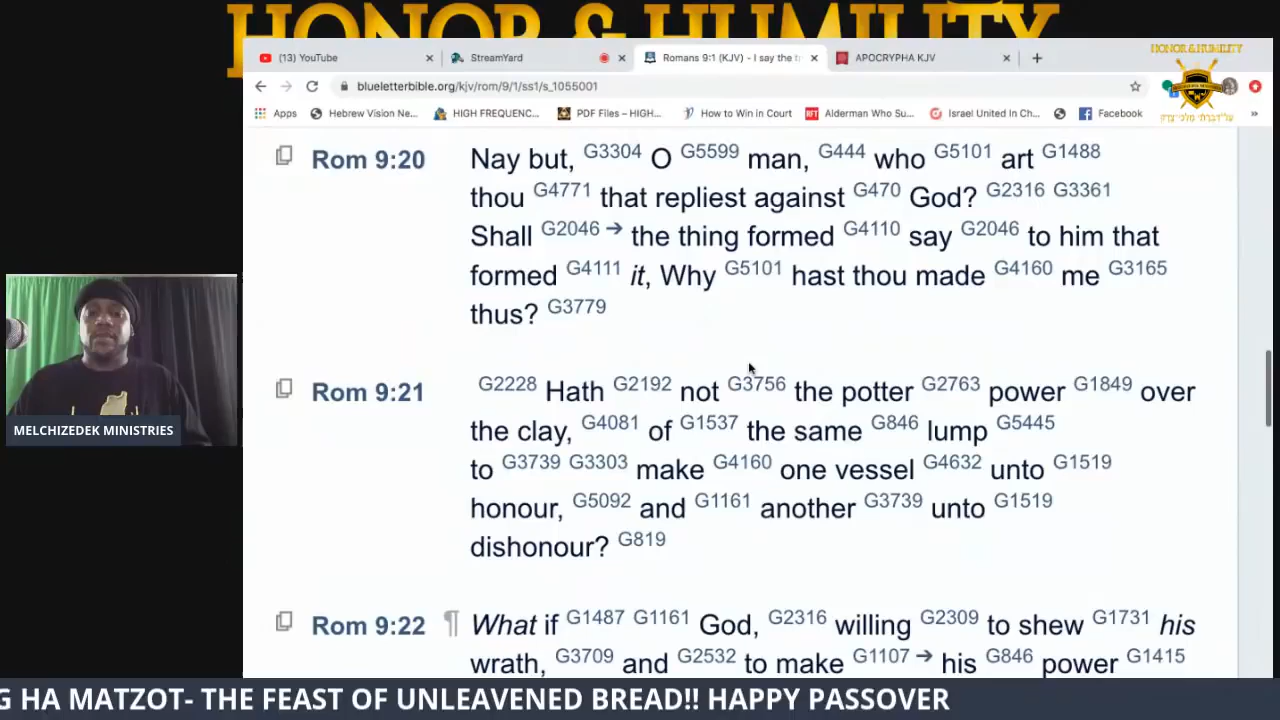 HONOR & HUMILITY
(13) YouTube
StreamYard
Romans 9:1 (KJV) - I say the t
APOCRYPHA KJV
HONOR & HUMILITY
blueletterbible.org/kjv/rom/9/1/ss1/s_1055001
Apps Hebrew Vision Ne... HIGH FREQUENC... PDF Files – HIGH... How to Win in Court Alderman Who Su... Israel United In Ch... Facebook »
Rom 9:20 Nay but, G3304 O G5599 man, G444 who G5101 art G1488
thou G4771 that repliest against G470 God? G2316 G3361
Shall G2046 → the thing formed G4110 say G2046 to him that
formed G4111 it, Why G5101 hast thou made G4160 me G3165
thus? G3779
Rom 9:21 G2228 Hath G2192 not G3756 the potter G2763 power G1849 over
the clay, G4081 of G1537 the same G846 lump G5445
to G3739 G3303 make G4160 one vessel G4632 unto G1519
honour, G5092 and G1161 another G3739 unto G1519
dishonour? G819
Rom 9:22 ¶ What if G1487 G1161 God, G2316 willing G2309 to shew G1731 his
wrath, G3709 and G2532 to make G1107 → his G846 power G1415
MELCHIZEDEK MINISTRIES
G HA MATZOT- THE FEAST OF UNLEAVENED BREAD!! HAPPY PASSOVER